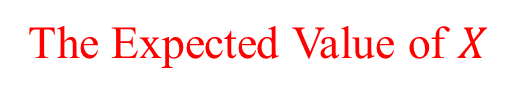 The Expected Value of X